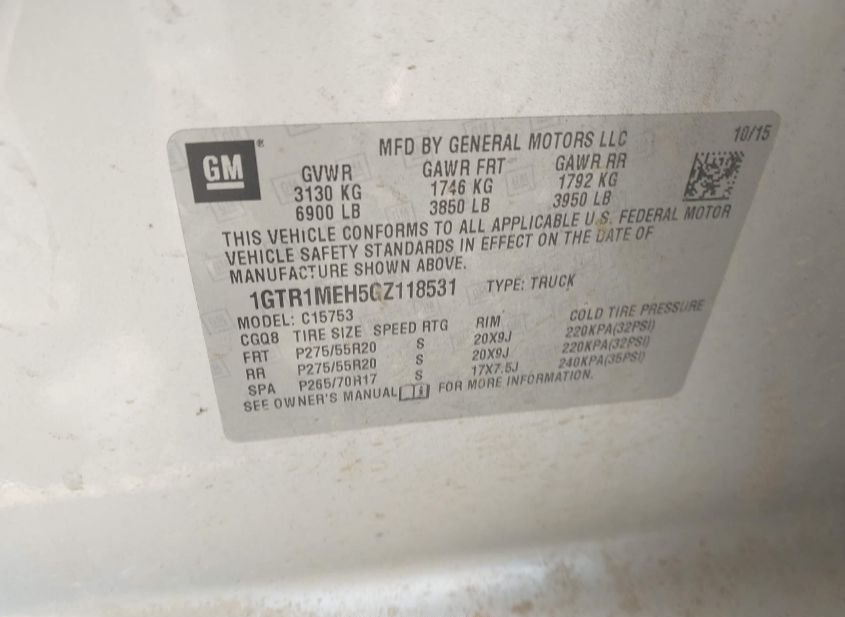 GM®
MFD BY GENERAL MOTORS LLC 10/15
GVWR GAWR FRT GAWR RR
3130 KG 1746 KG 1792 KG
6900 LB 3850 LB 3950 LB
THIS VEHICLE CONFORMS TO ALL APPLICABLE U.S. FEDERAL MOTOR
VEHICLE SAFETY STANDARDS IN EFFECT ON THE DATE OF
MANUFACTURE SHOWN ABOVE.
1GTR1MEH5GZ118531 TYPE: TRUCK
MODEL: C15753
CGQ8 TIRE SIZE SPEED RTG RIM COLD TIRE PRESSURE
FRT P275/55R20 S 20X9J 220KPA(32PSI)
RR P275/55R20 S 20X9J 220KPA(32PSI)
SPA P265/70R17 S 17X7.5J 240KPA(35PSI)
SEE OWNER'S MANUAL FOR MORE INFORMATION.